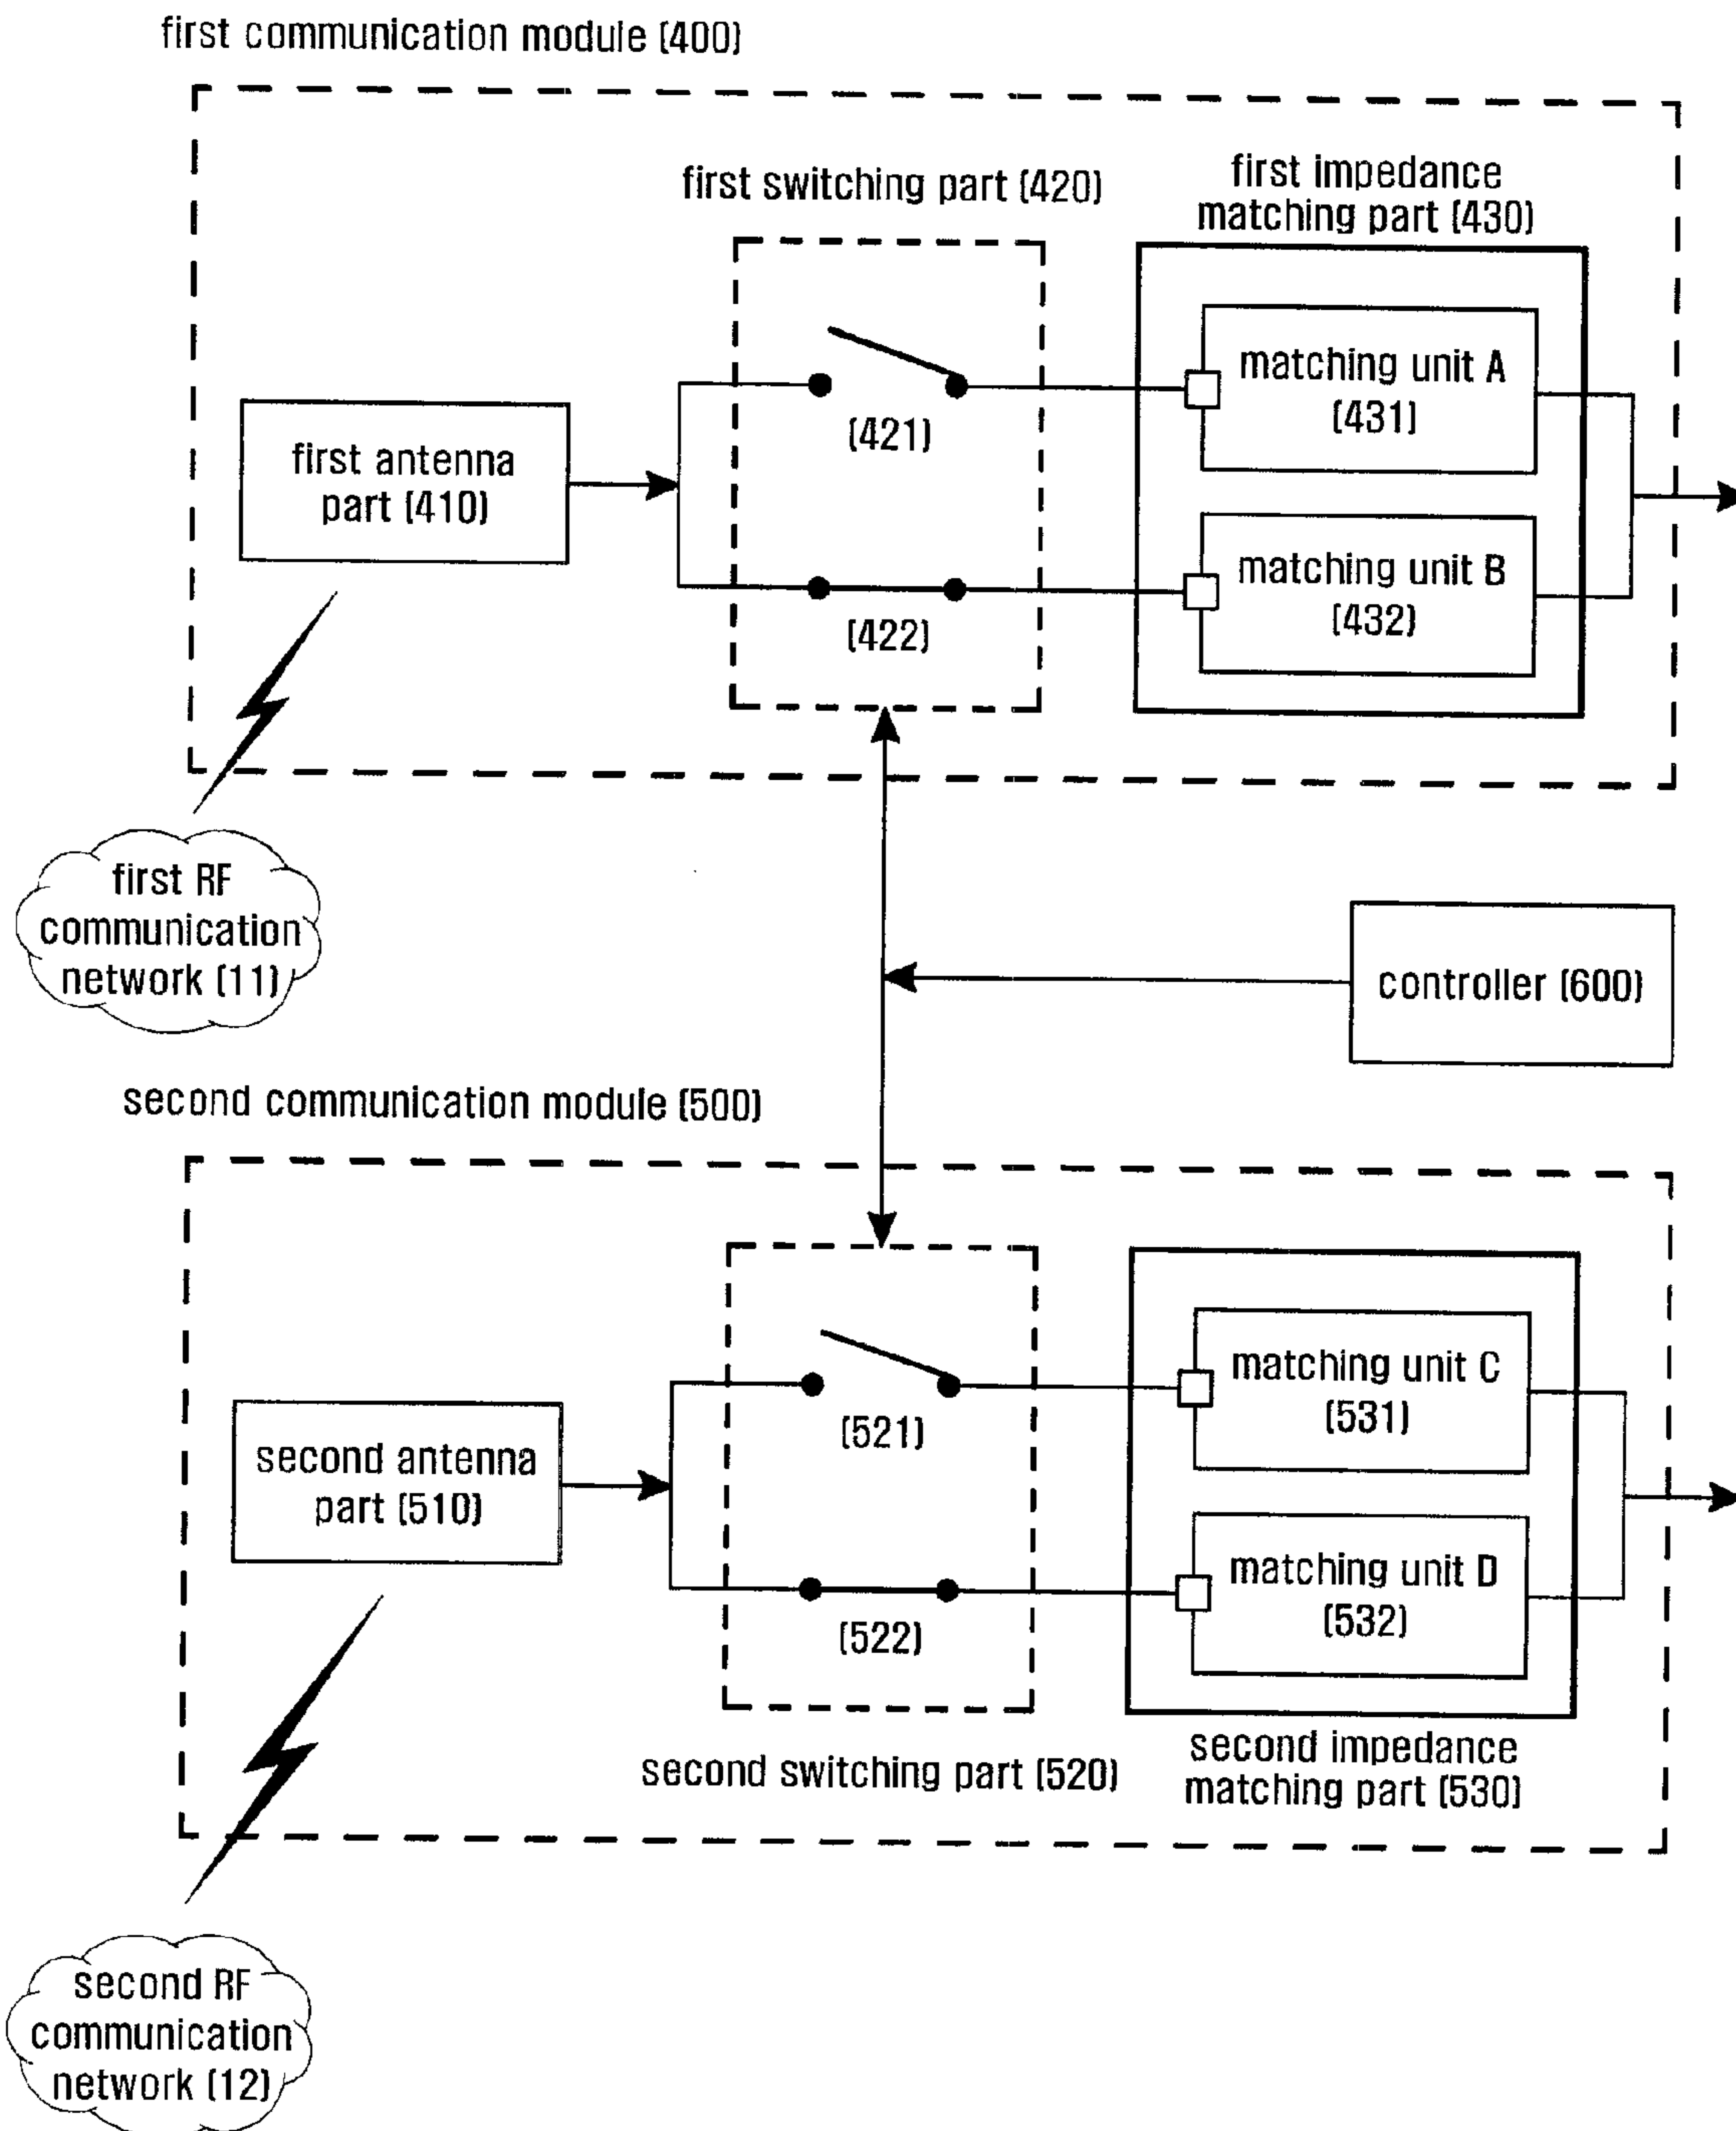 first communication module (400)
first switching part (420)
first impedance
matching part (430)
matching unit A
(431)
(421)
first antenna
part (410)
matching unit B
(432)
(422)
first RF
communication
network (11)
controller (600)
second communication module (500)
matching unit C
(531)
(521)
second antenna
part (510)
matching unit D
(532)
(522)
second switching part (520)
second impedance
matching part (530)
second RF
communication
network (12)